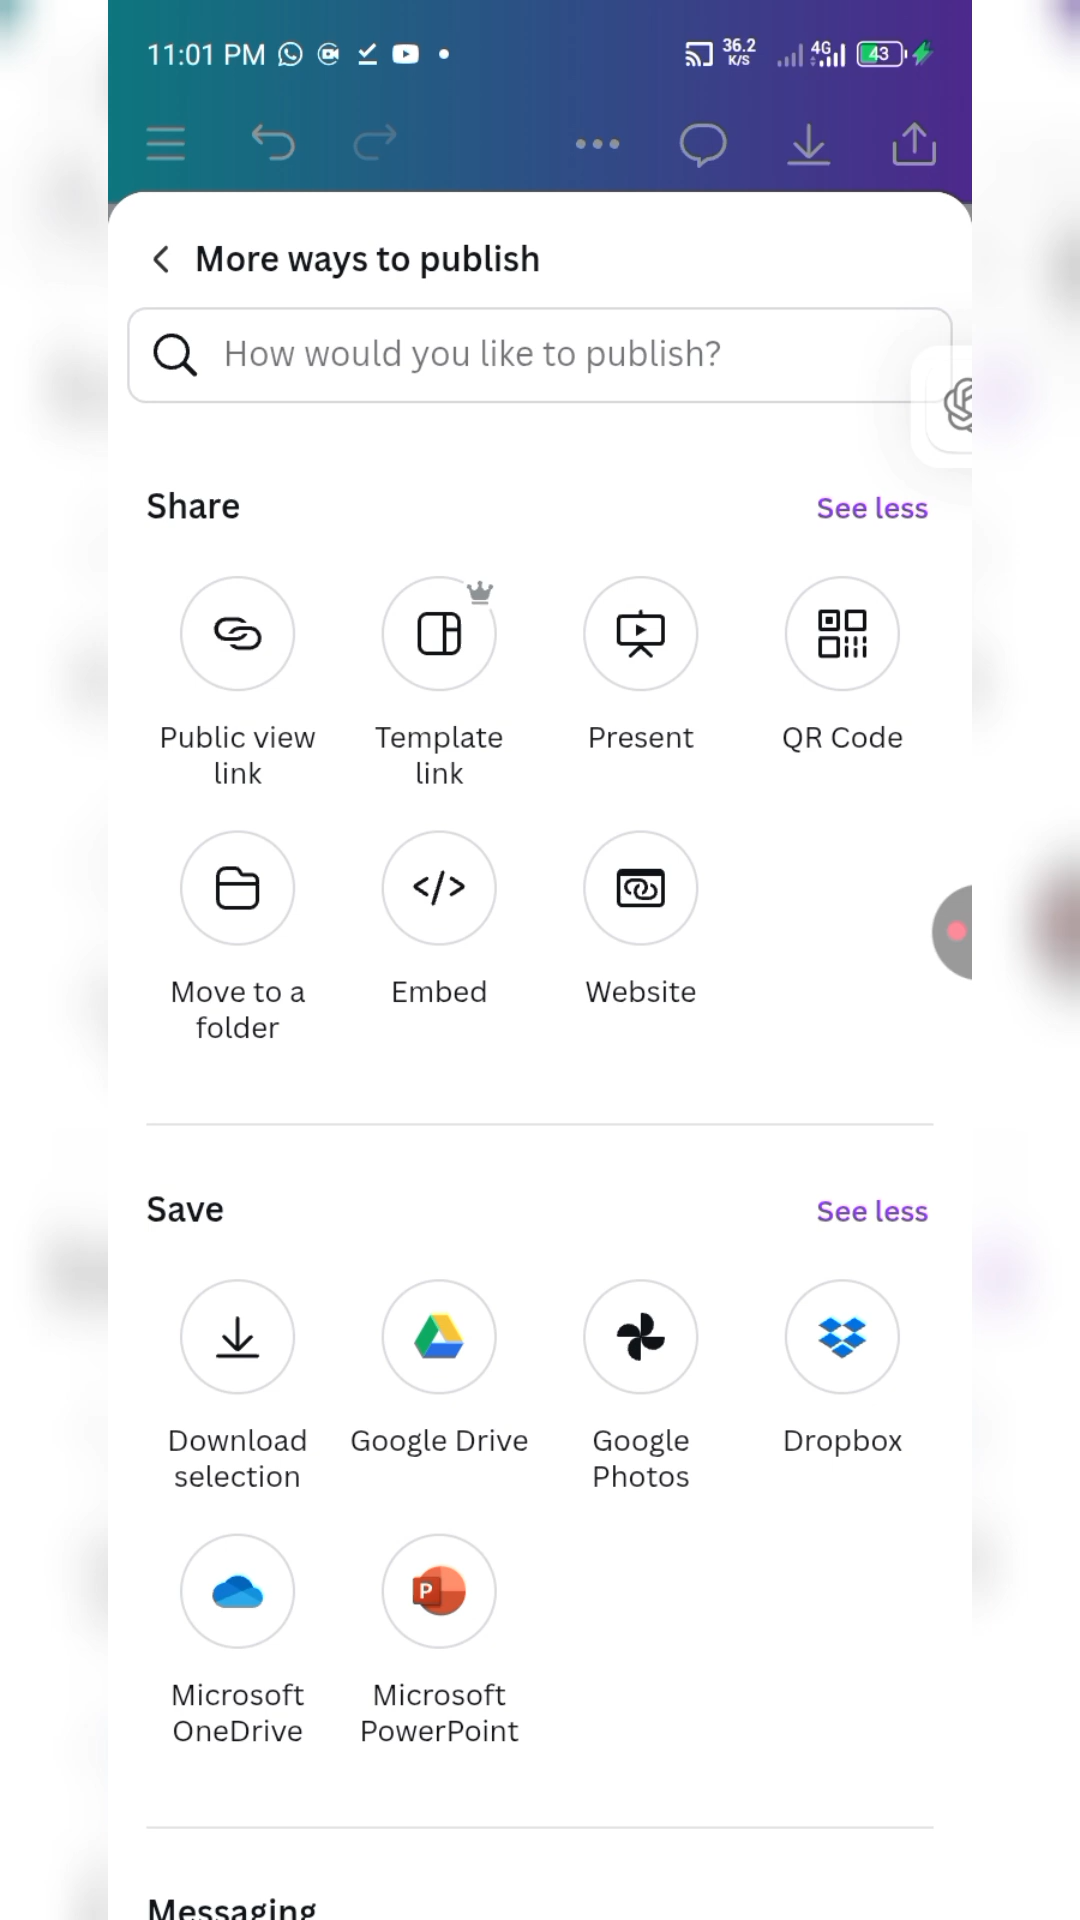 11:01 PM 36.2 K/S 4G 43
More ways to publish
How would you like to publish?
Share See less
Public view link
Template link
Present
QR Code
Move to a folder
Embed
Website
Save See less
Download selection
Google Drive
Google Photos
Dropbox
Microsoft OneDrive
P
Microsoft PowerPoint
Messaging